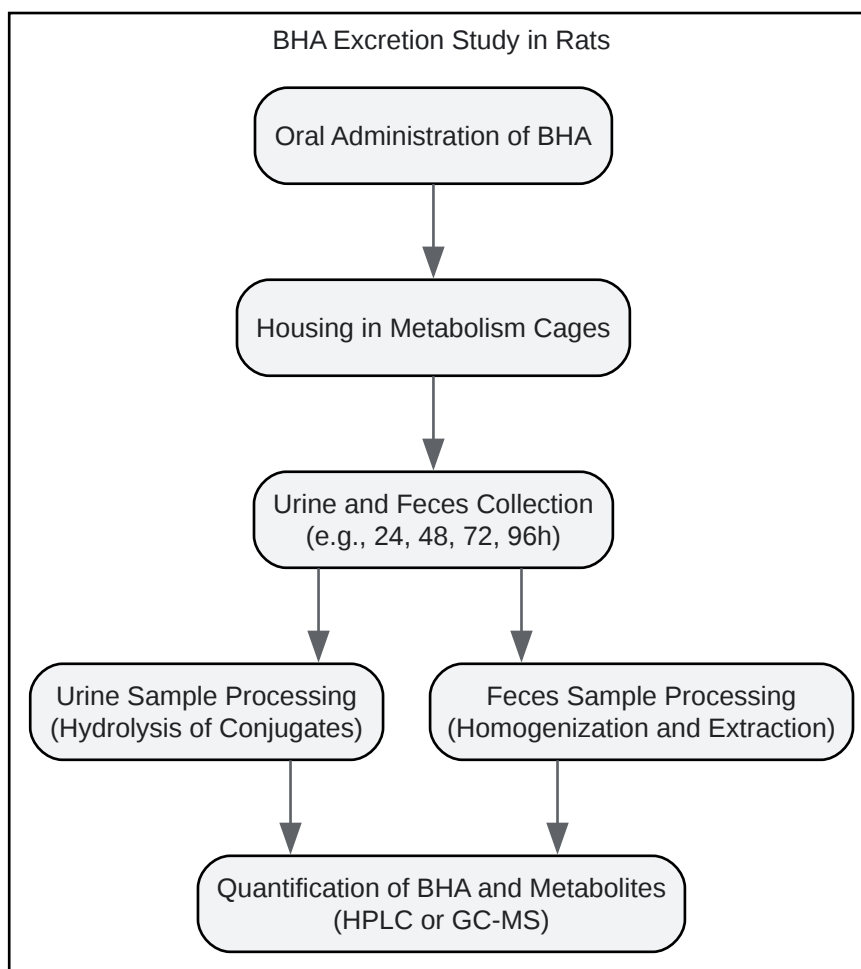 BHA Excretion Study in Rats
Oral Administration of BHA
Housing in Metabolism Cages
Urine and Feces Collection
(e.g., 24, 48, 72, 96h)
Urine Sample Processing
(Hydrolysis of Conjugates)
Feces Sample Processing
(Homogenization and Extraction)
Quantification of BHA and Metabolites
(HPLC or GC-MS)